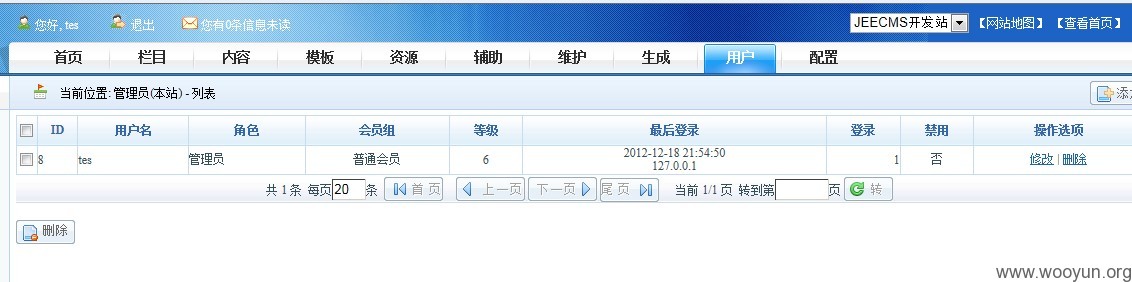 您好, tes 退出 您有0条信息未读 JEECMS开发站 【网站地图】 【查看首页】
首页 栏目 内容 模板 资源 辅助 维护 生成 用户 配置
当前位置: 管理员(本站) - 列表
ID 用户名 角色 会员组 等级 最后登录 登录 禁用 操作选项
8 tes 管理员 普通会员 6 2012-12-18 21:54:50 1 否 修改 | 删除
127.0.0.1
共 1 条 每页 20 条 首 页 上一页 下一页 尾 页 当前 1/1 页 转到第 页 转
删除
www.wooyun.org